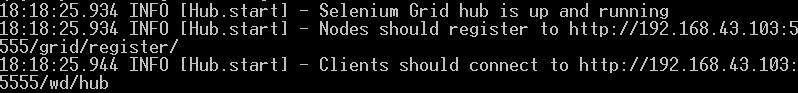 18:18:25.934 INFO [Hub.start] - Selenium Grid hub is up and running
18:18:25.934 INFO [Hub.start] - Nodes should register to http://192.168.43.103:5
555/grid/register/
18:18:25.944 INFO [Hub.start] - Clients should connect to http://192.168.43.103:
5555/wd/hub